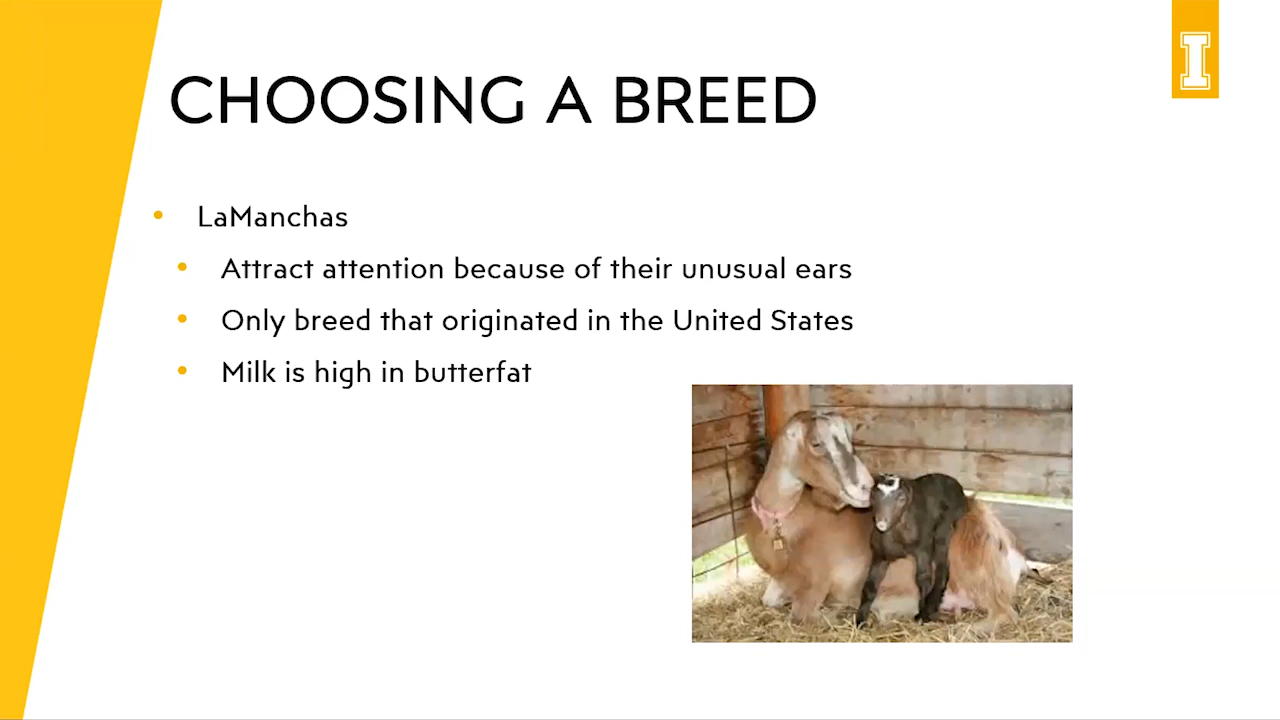 CHOOSING A BREED
I
• LaManchas
• Attract attention because of their unusual ears
• Only breed that originated in the United States
• Milk is high in butterfat